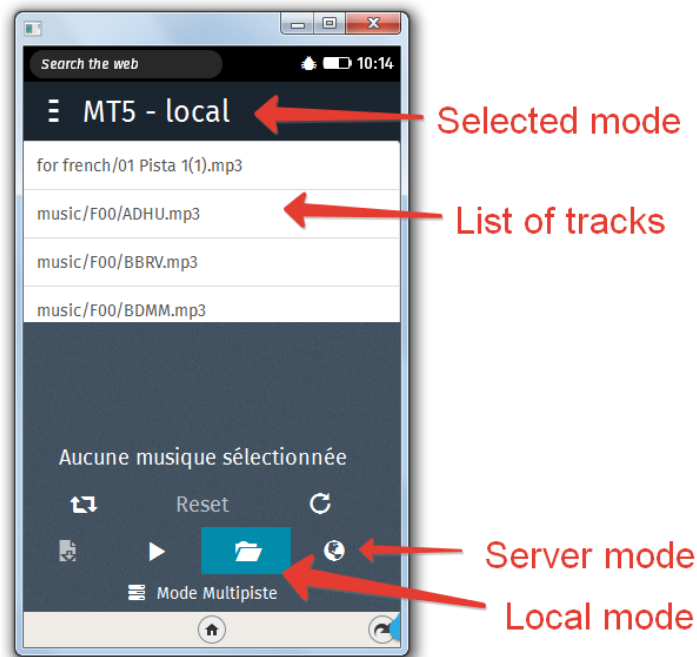 Search the web 10:14
MT5 - local
Selected mode
for french/01 Pista 1(1).mp3
music/F00/ADHU.mp3
List of tracks
music/F00/BBRV.mp3
music/F00/BDMM.mp3
Aucune musique sélectionnée
Reset
Server mode
Mode Multipiste
Local mode